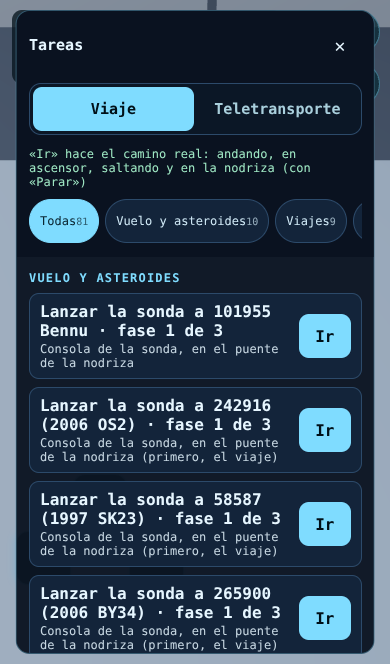 Tareas ×
Viaje Teletransporte
«Ir» hace el camino real: andando, en
ascensor, saltando y en la nodriza (con
«Parar»)
Todas81 Vuelo y asteroides10 Viajes9
VUELO Y ASTEROIDES
Lanzar la sonda a 101955
Bennu · fase 1 de 3
Consola de la sonda, en el puente
de la nodriza
Ir
Lanzar la sonda a 242916
(2006 OS2) · fase 1 de 3
Consola de la sonda, en el puente
de la nodriza (primero, el viaje)
Ir
Lanzar la sonda a 58587
(1997 SK23) · fase 1 de 3
Consola de la sonda, en el puente
de la nodriza (primero, el viaje)
Ir
Lanzar la sonda a 265900
(2006 BY34) · fase 1 de 3
Consola de la sonda, en el puente
de la nodriza (primero, el viaje)
Ir